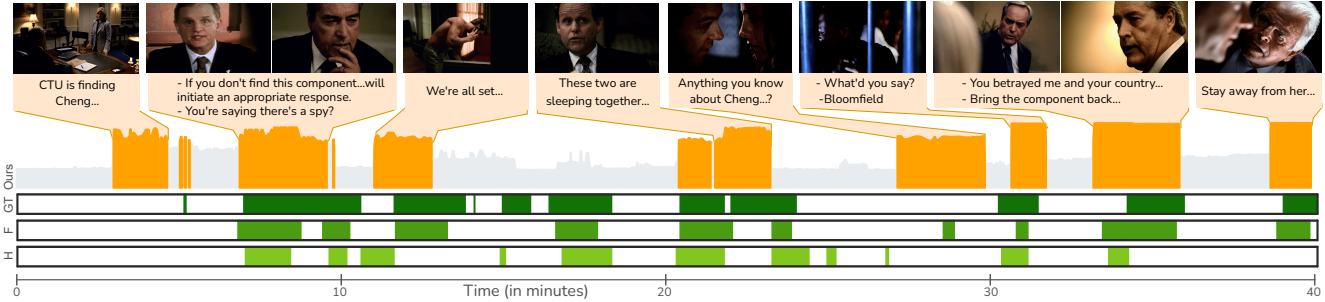 CTU is finding
Cheng...
- If you don't find this component...will
initiate an appropriate response.
- You're saying there's a spy?
We're all set...
These two are
sleeping together...
Anything you know
about Cheng...?
- What'd you say?
-Bloomfield
- You betrayed me and your country...
- Bring the component back...
Stay away from her...
Ours
GT
F
H
0
10
Time (in minutes)
20
30
40